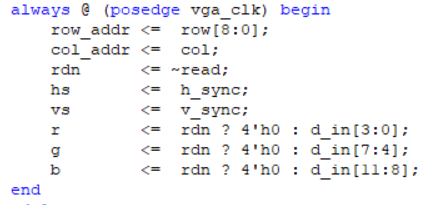 always @ (posedge vga_clk) begin
row_addr <= row[8:0];
col_addr <= col;
rdn <= ~read;
hs <= h_sync;
vs <= v_sync;
r <= rdn ? 4'h0 : d_in[3:0];
g <= rdn ? 4'h0 : d_in[7:4];
b <= rdn ? 4'h0 : d_in[11:8];
end